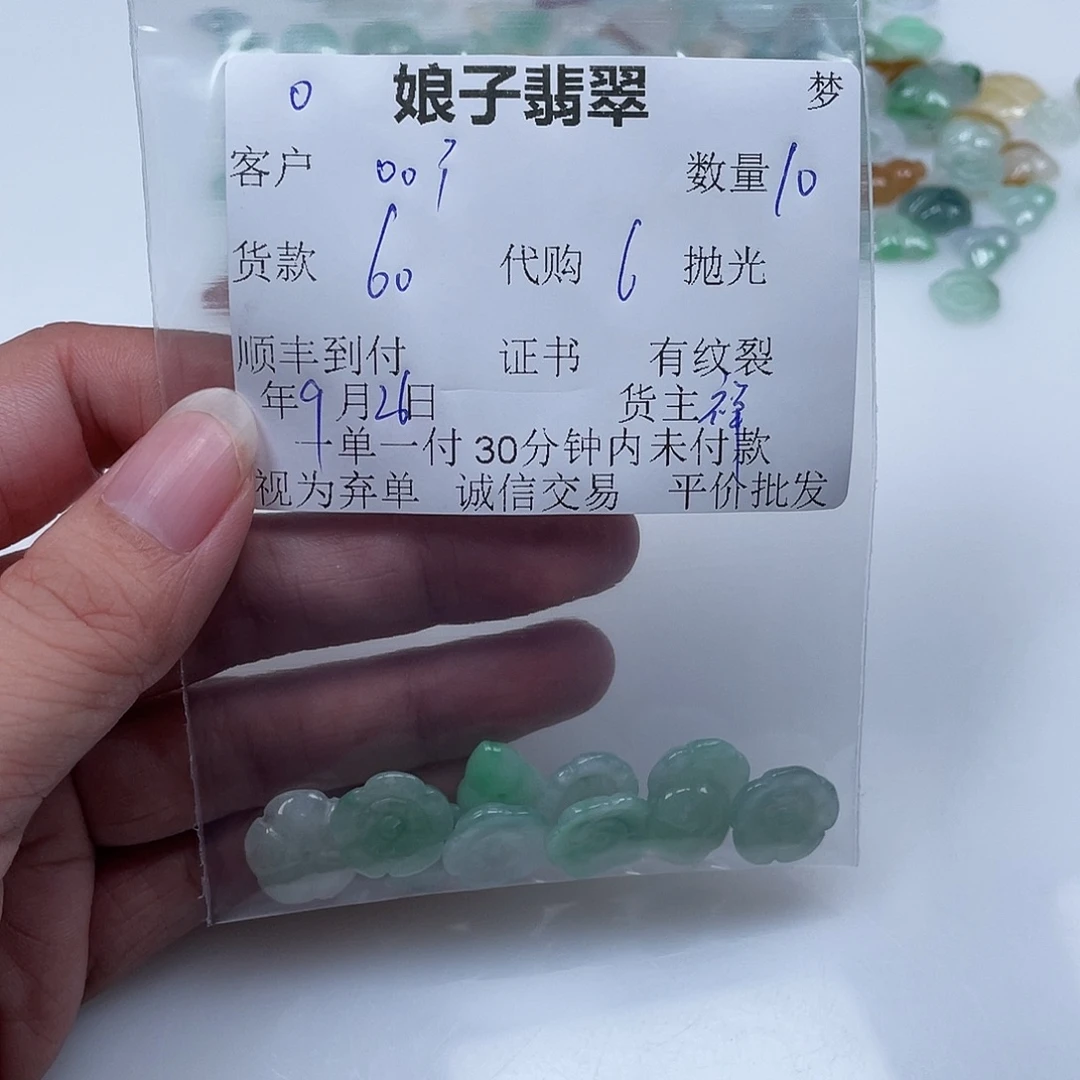 0 娘子翡翠 梦
客户 007 数量 10
货款 60 代购 6 抛光
顺丰到付 证书 有纹裂
年9月26日 货主 祥
一单一付 30分钟内未付款
视为弃单 诚信交易 平价批发